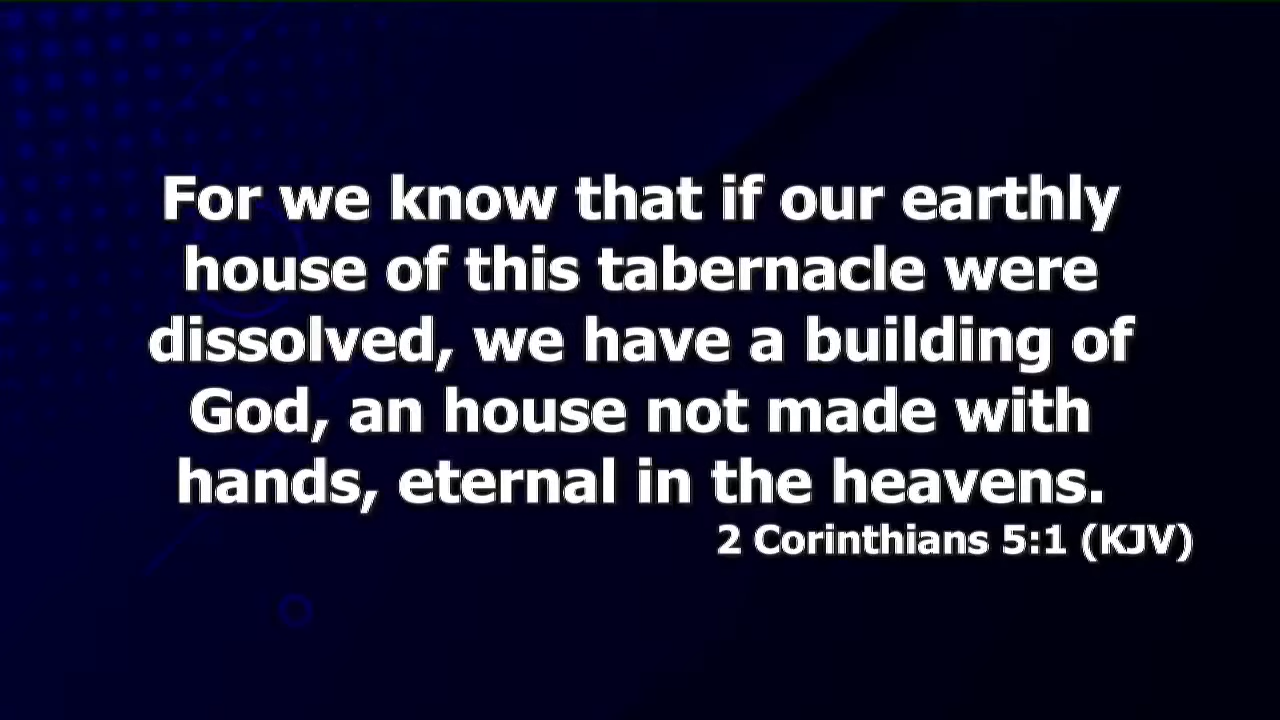 For we know that if our earthly
house of this tabernacle were
dissolved, we have a building of
God, an house not made with
hands, eternal in the heavens.
2 Corinthians 5:1 (KJV)